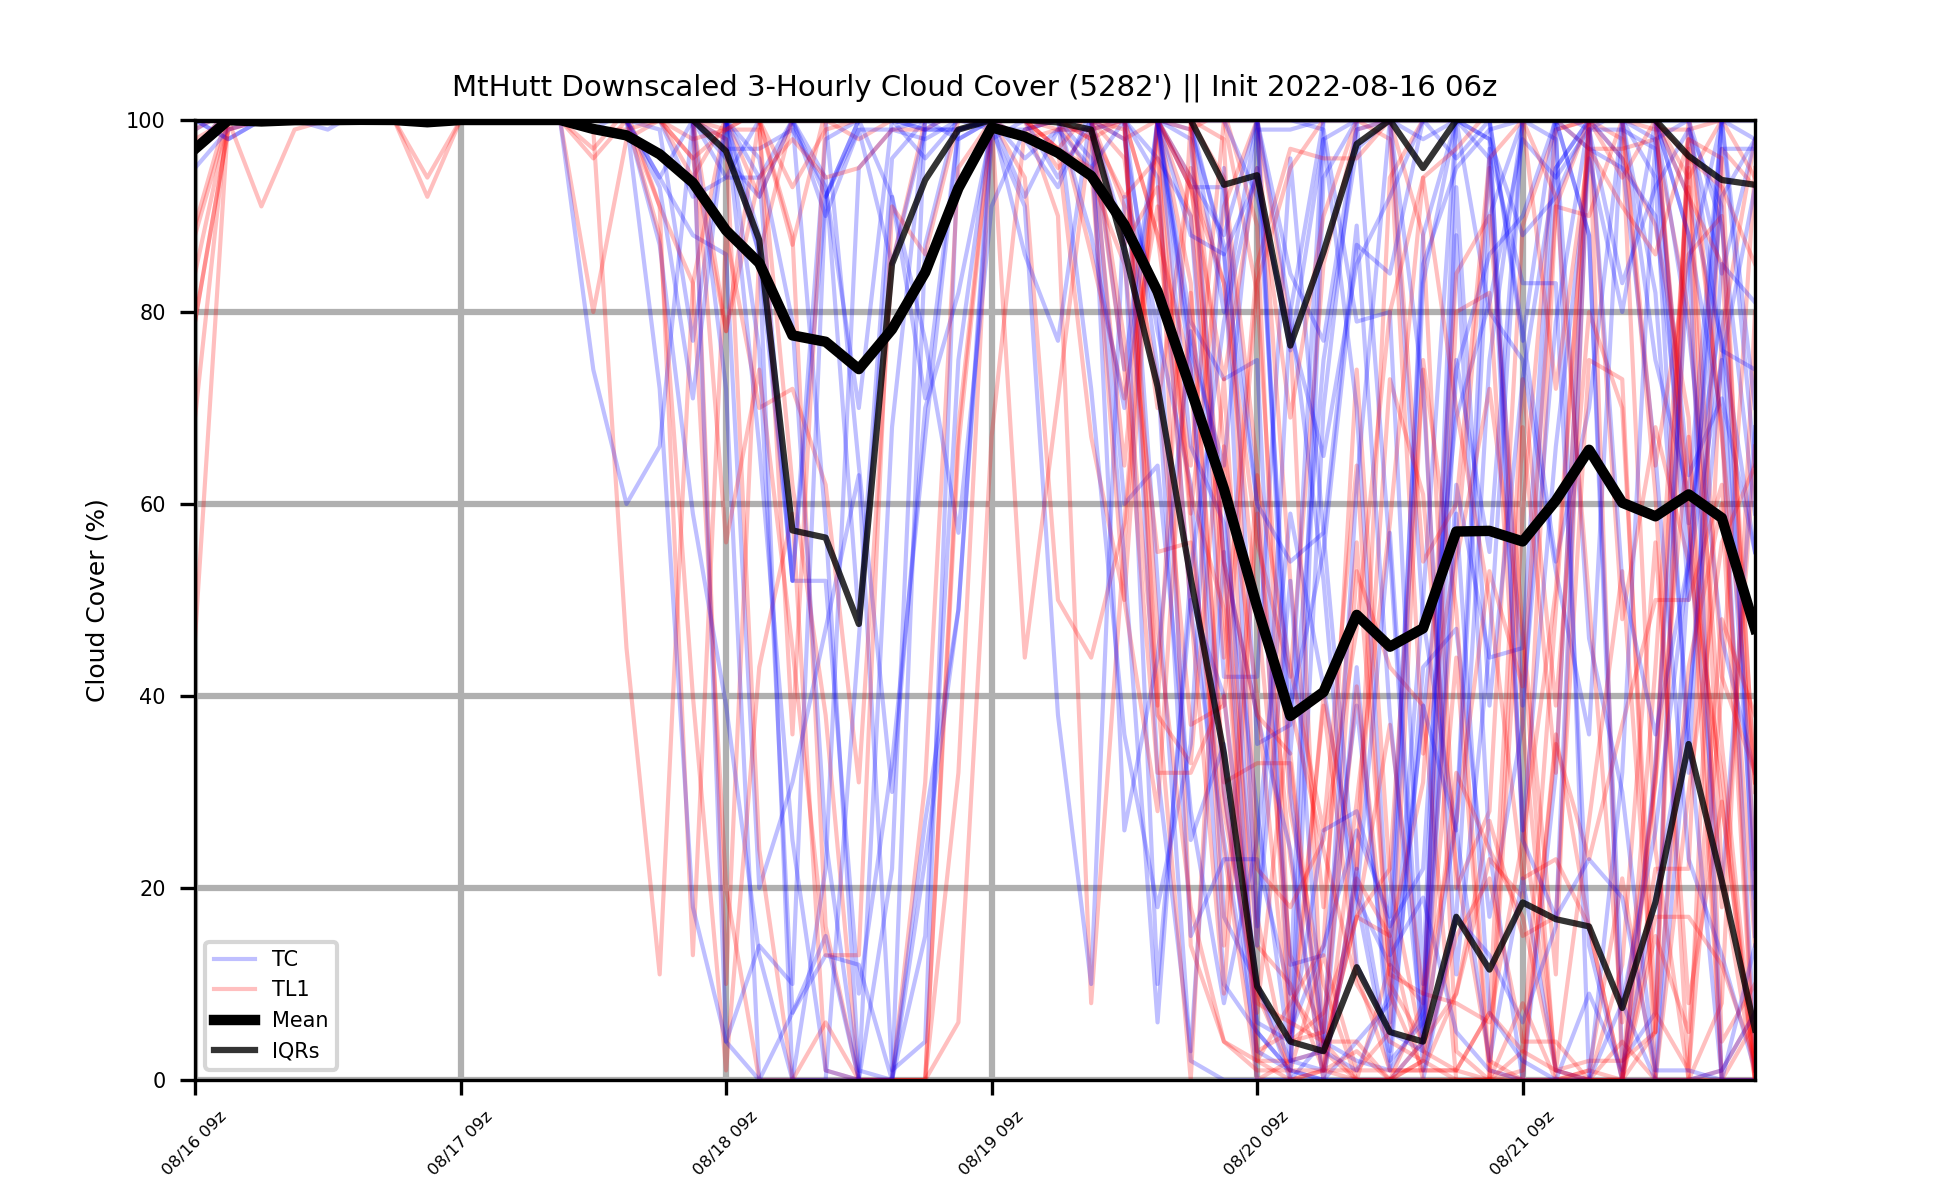 MtHutt Downscaled 3-Hourly Cloud Cover (5282') || Init 2022-08-16 06z
Cloud Cover (%)
100
80
60
40
20
0
TC
TL1
Mean
IQRs
08/16 09z
08/17 09z
08/18 09z
08/19 09z
08/20 09z
08/21 09z